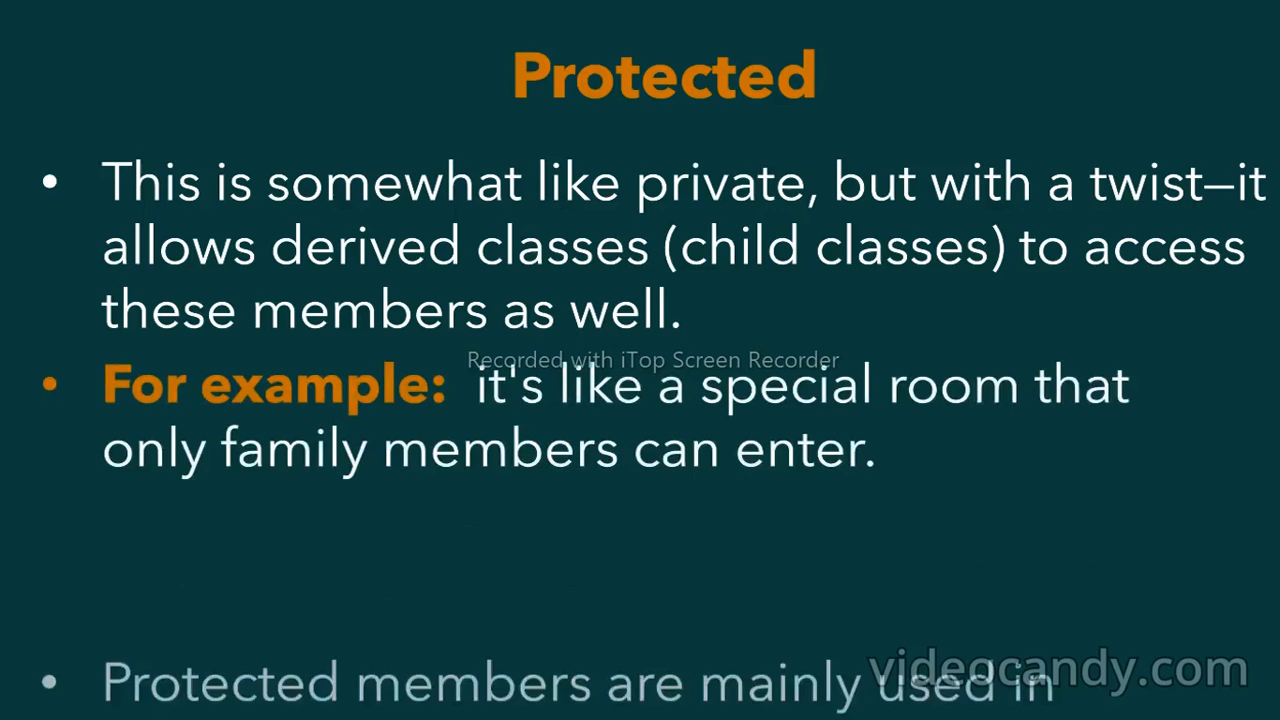 Protected
• This is somewhat like private, but with a twist—it
allows derived classes (child classes) to access
these members as well.
Recorded with iTop Screen Recorder
• For example: it's like a special room that
only family members can enter.
• Protected members are mainly used in
videocandy.com